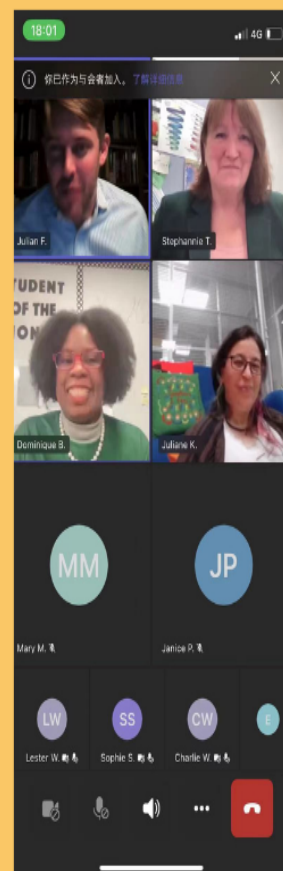 18:01
4G
你已作为与会者加入。了解详细信息
Julian F.
Stephannie T.
UDENT
OF THE
ON
Dominique B.
Juliane K.
MM
JP
Mary M.
Janice P.
LW
SS
CW
E
Lester W.
Sophie S.
Charlie W.